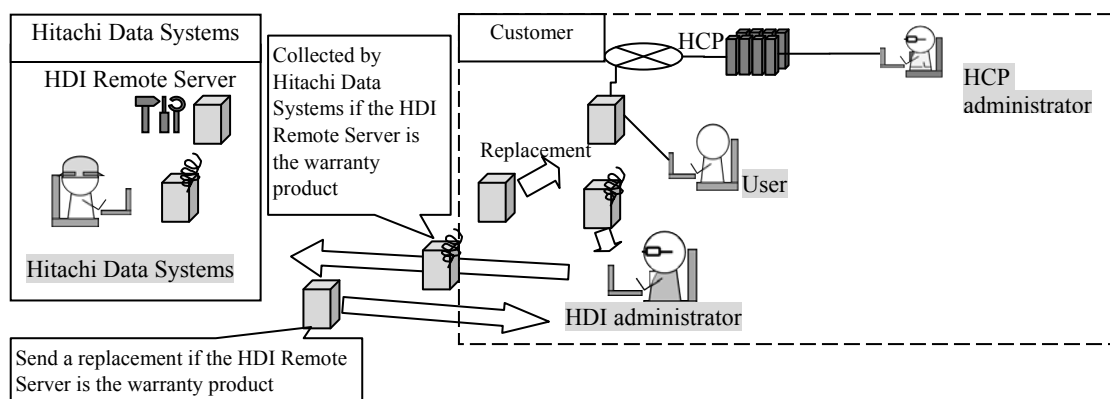 Hitachi Data Systems
HDI Remote Server
Hitachi Data Systems
Collected by
Hitachi Data
Systems if the HDI
Remote Server is
the warranty
product
Customer
HCP
HCP
administrator
Replacement
User
HDI administrator
Send a replacement if the HDI Remote
Server is the warranty product